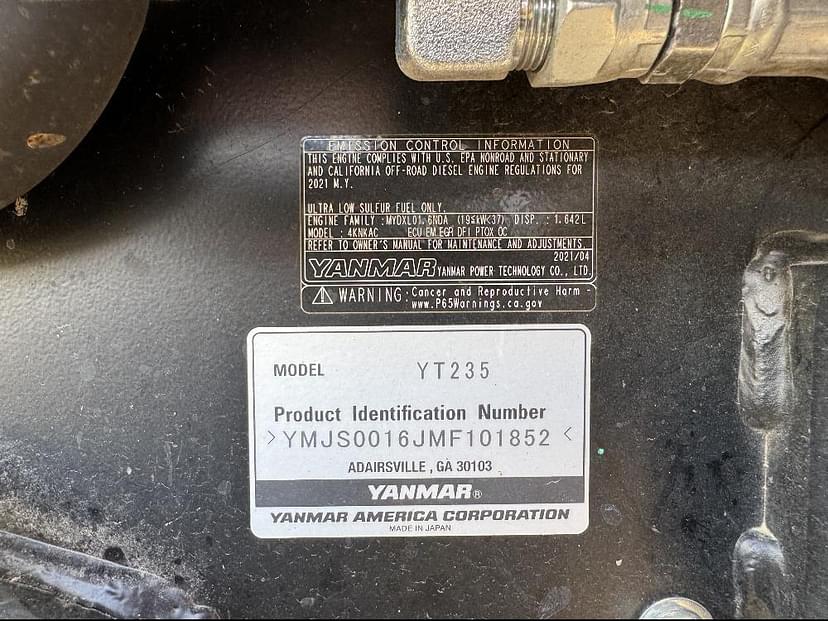 EMISSION CONTROL INFORMATION
THIS ENGINE COMPLIES WITH U.S. EPA NONROAD AND STATIONARY
AND CALIFORNIA OFF-ROAD DIESEL ENGINE REGULATIONS FOR
2021 M.Y.
ULTRA LOW SULFUR FUEL ONLY.
ENGINE FAMILY : MYDXL01.6NDA (19≤kW<37) DISP. : 1.642L
MODEL : 4KNKAC ECU EM EGR DFI PTOX OC
REFER TO OWNER'S MANUAL FOR MAINTENANCE AND ADJUSTMENTS
2021/04
YANMAR YANMAR POWER TECHNOLOGY CO., LTD.
WARNING: Cancer and Reproductive Harm -
www.P65Warnings.ca.gov
MODEL YT235
Product Identification Number
>YMJS0016JMF101852<
ADAIRSVILLE, GA 30103
YANMAR®
YANMAR AMERICA CORPORATION
MADE IN JAPAN